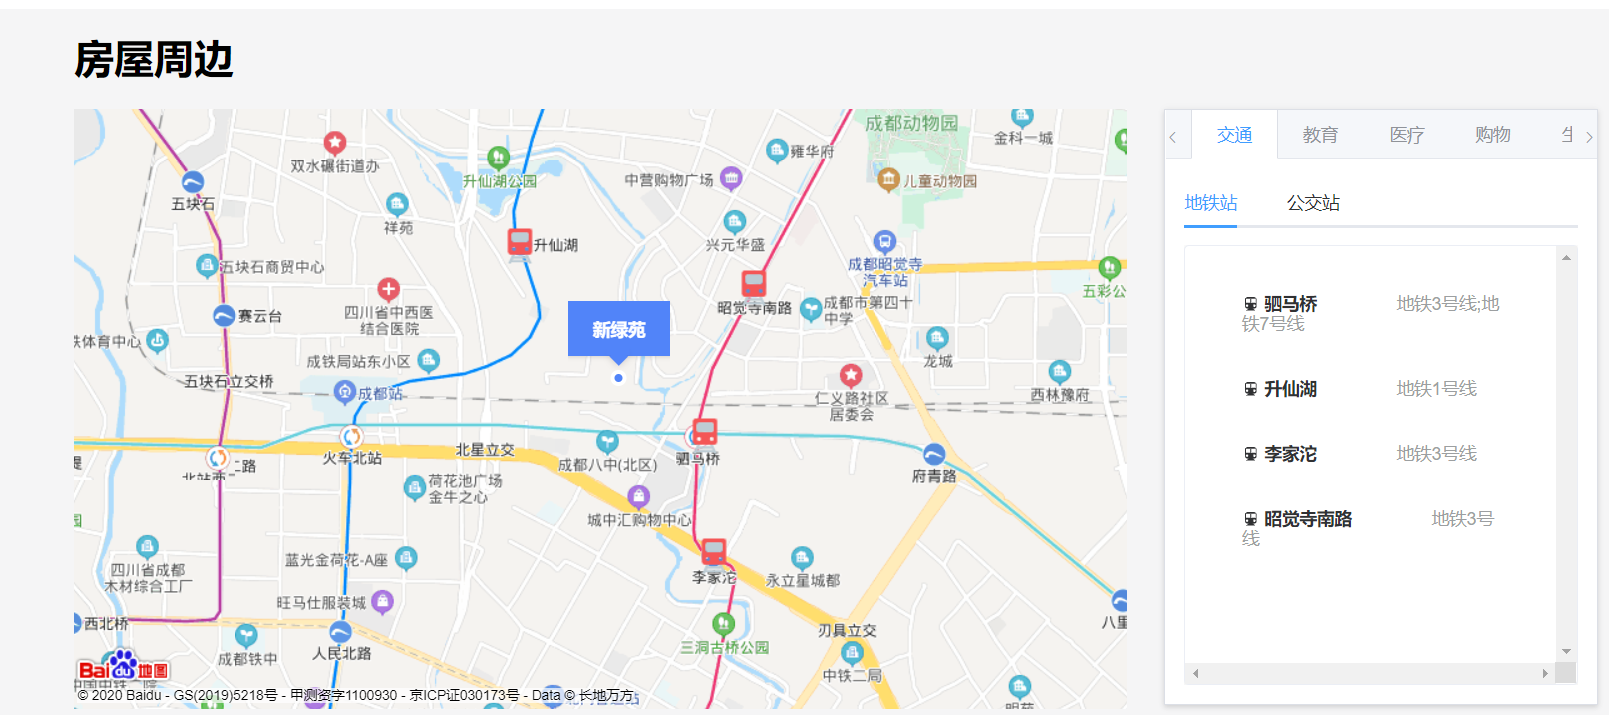 房屋周边
成都动物园
金科一城
双水碾街道办
雍华府
升仙湖公园
中营购物广场
儿童动物园
五块石
祥苑
升仙湖
兴元华盛
成都昭觉寺
汽车站
五块石商贸中心
五彩公
昭觉寺南路
成都市第四十
中学
赛云台
四川省中西医
结合医院
新绿苑
体育中心
成铁局站东小区
龙城
五块石立交桥
成都站
仁义路社区
居委会
西林豫府
火车北站
北星立交
驷马桥
成都八中(北区)
府青路
二路
北站西二
荷花池广场
金牛之心
城中汇购物中心
四川省成都
木材综合工厂
蓝光金荷花-A座
李家沱
永立星城都
旺马仕服装城
西北桥
人民北路
成都铁中
三洞古桥公园
刃具立交
八里
中铁二局
Bai du 地图
© 2020 Baidu - GS(2019)5218号 - 甲测资字1100930 - 京ICP证030173号 - Data © 长地万方
交通 教育 医疗 购物
地铁站 公交站
驷马桥 地铁3号线;地
铁7号线
升仙湖 地铁1号线
李家沱 地铁3号线
昭觉寺南路 地铁3号
线